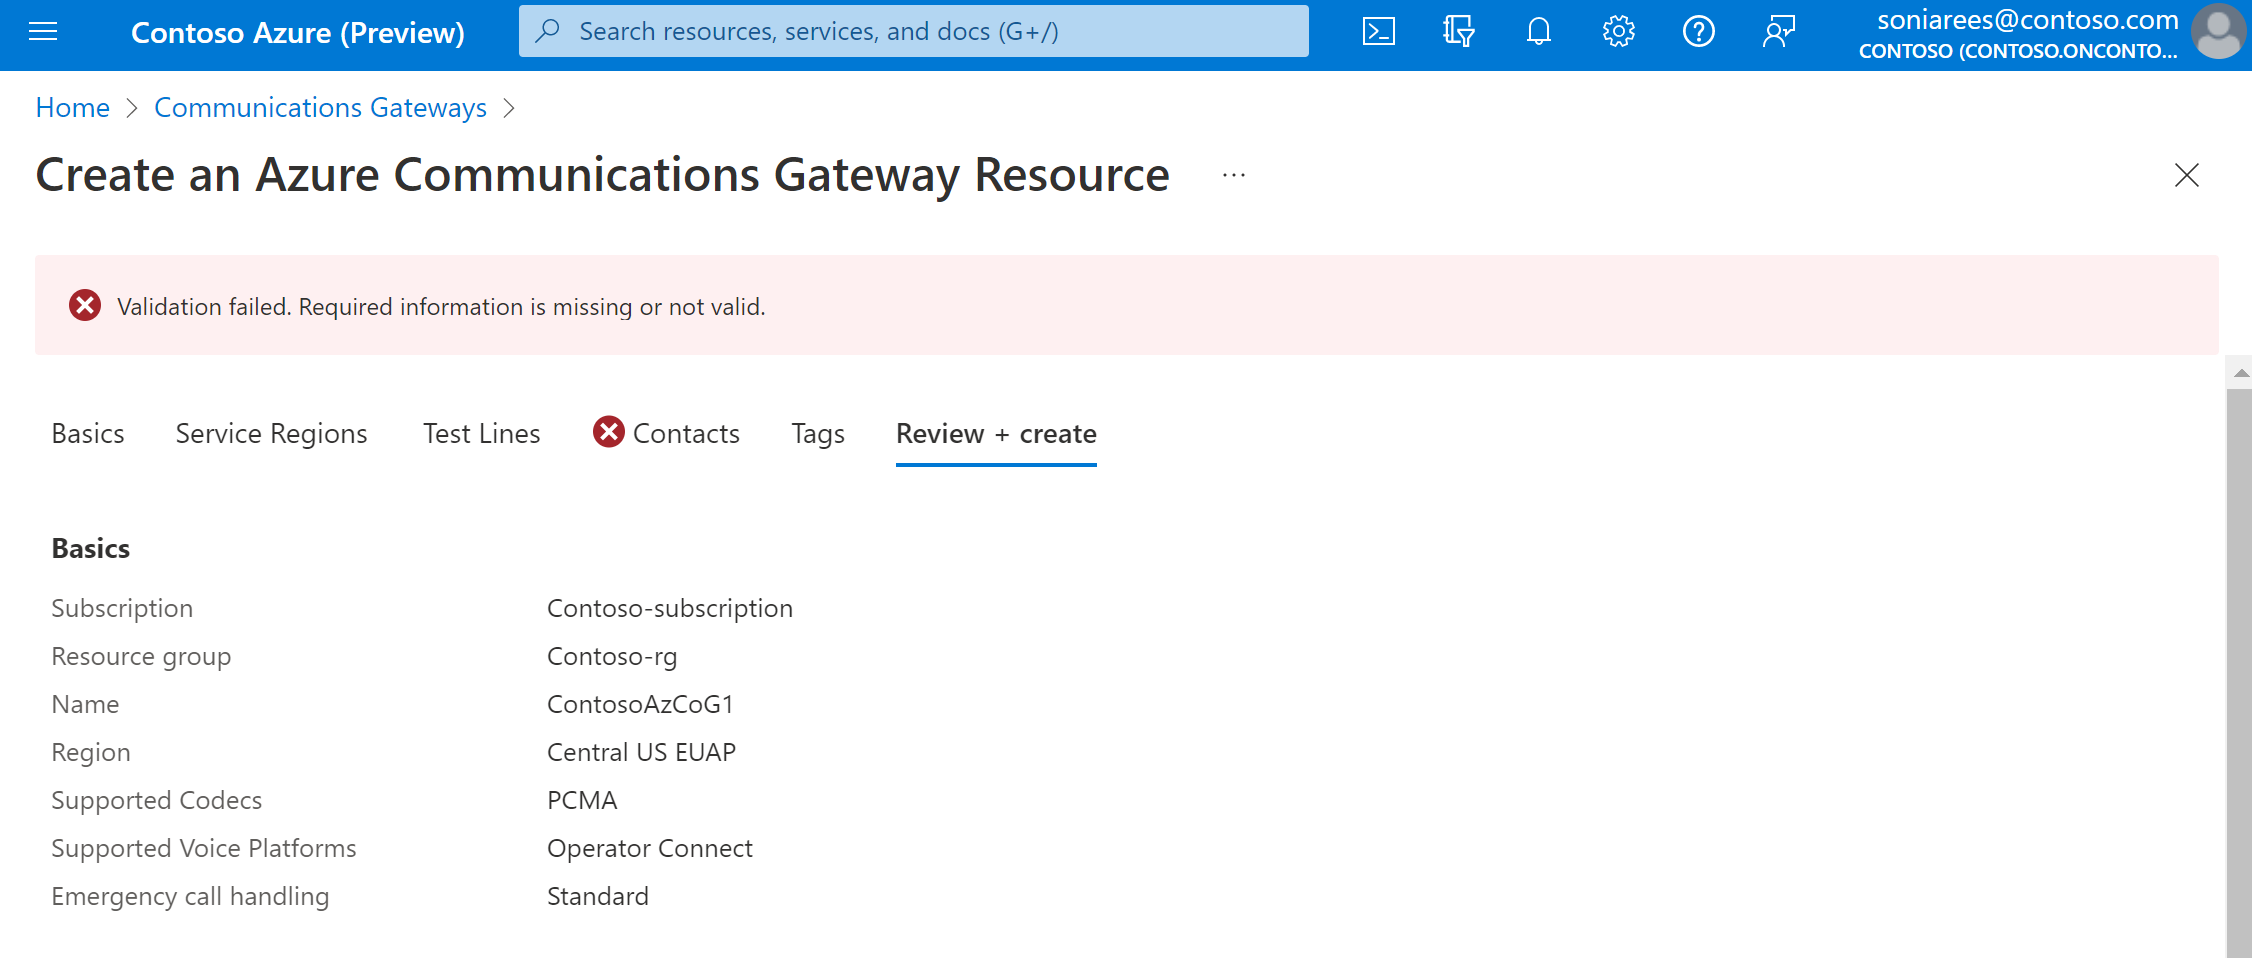 Contoso Azure (Preview)
Search resources, services, and docs (G+/)
soniarees@contoso.com
CONTOSO (CONTOSO.ONCONTO...
Home > Communications Gateways >
Create an Azure Communications Gateway Resource ...
Validation failed. Required information is missing or not valid.
Basics Service Regions Test Lines Contacts Tags Review + create
Basics
Subscription Contoso-subscription
Resource group Contoso-rg
Name ContosoAzCoG1
Region Central US EUAP
Supported Codecs PCMA
Supported Voice Platforms Operator Connect
Emergency call handling Standard